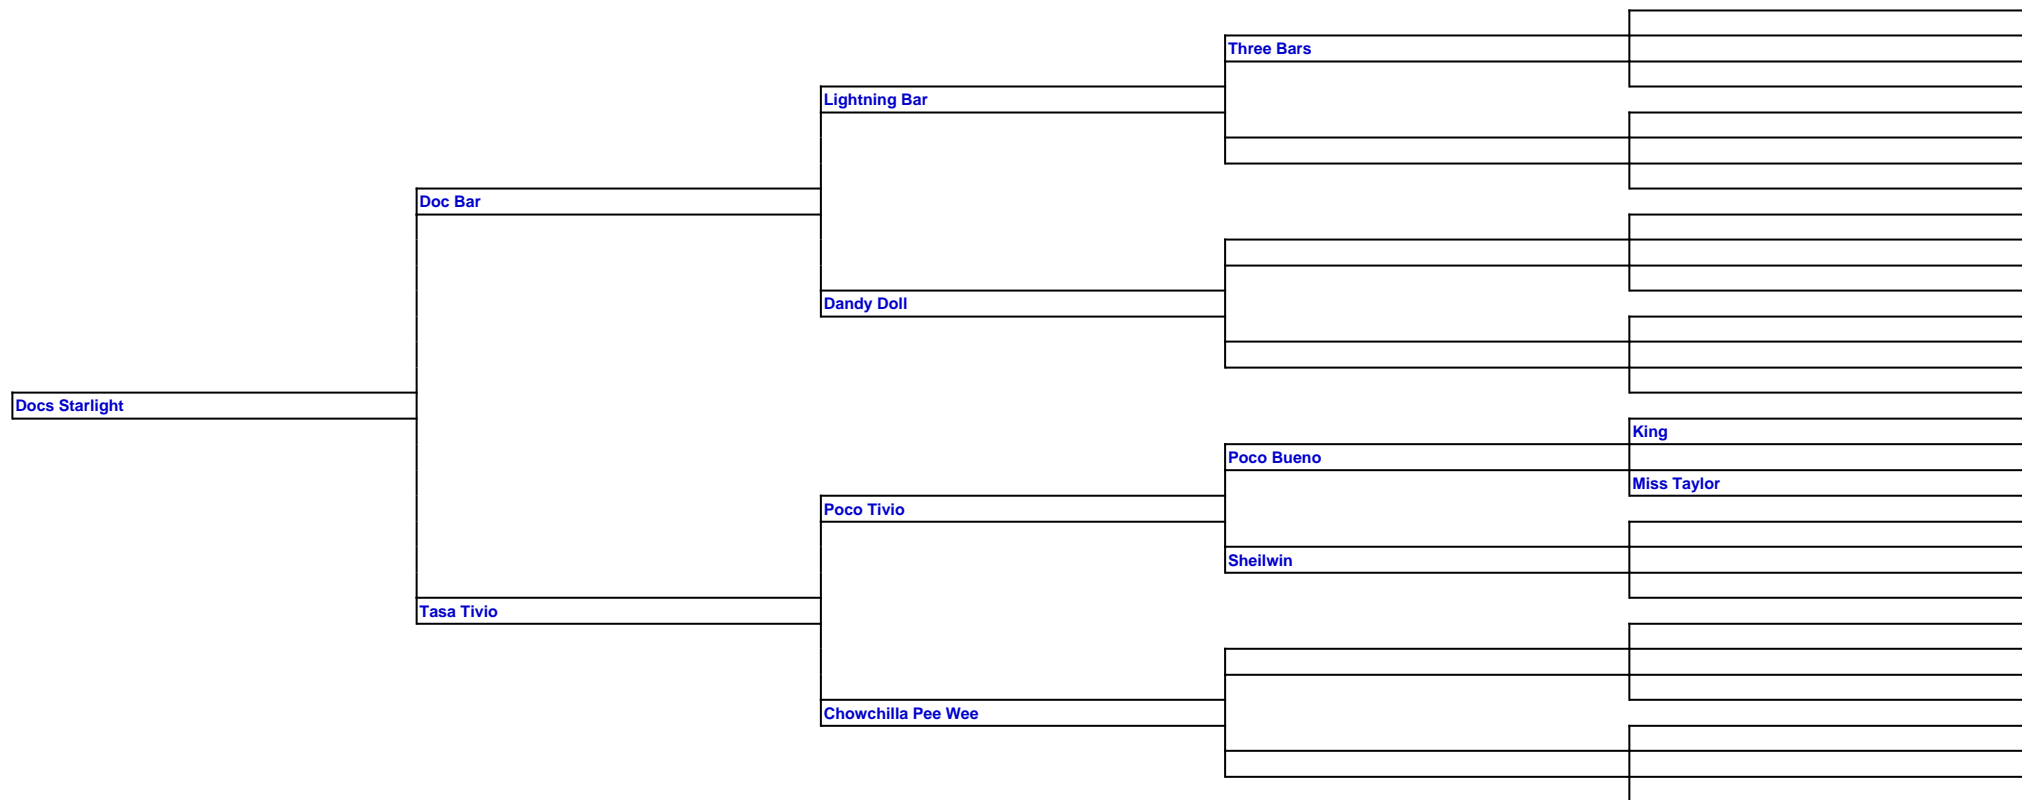 Three Bars
Lightning Bar
Doc Bar
Dandy Doll
Docs Starlight
King
Poco Bueno
Miss Taylor
Poco Tivio
Sheilwin
Tasa Tivio
Chowchilla Pee Wee